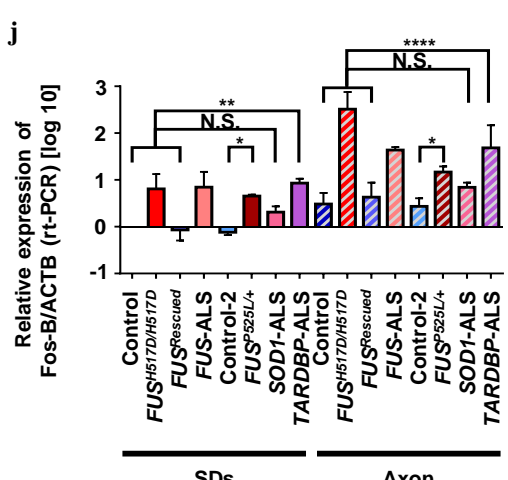 j
Relative expression of
Fos-B/ACTB (rt-PCR) [log 10]
3
2
1
0
-1
**
N.S.
*
****
N.S.
*
Control
FUSH517D/H517D
FUSRescued
FUS-ALS
Control-2
FUSP525L/+
SOD1-ALS
TARDBP-ALS
Control
FUSH517D/H517D
FUSRescued
FUS-ALS
Control-2
FUSP525L/+
SOD1-ALS
TARDBP-ALS
SDs
Axon